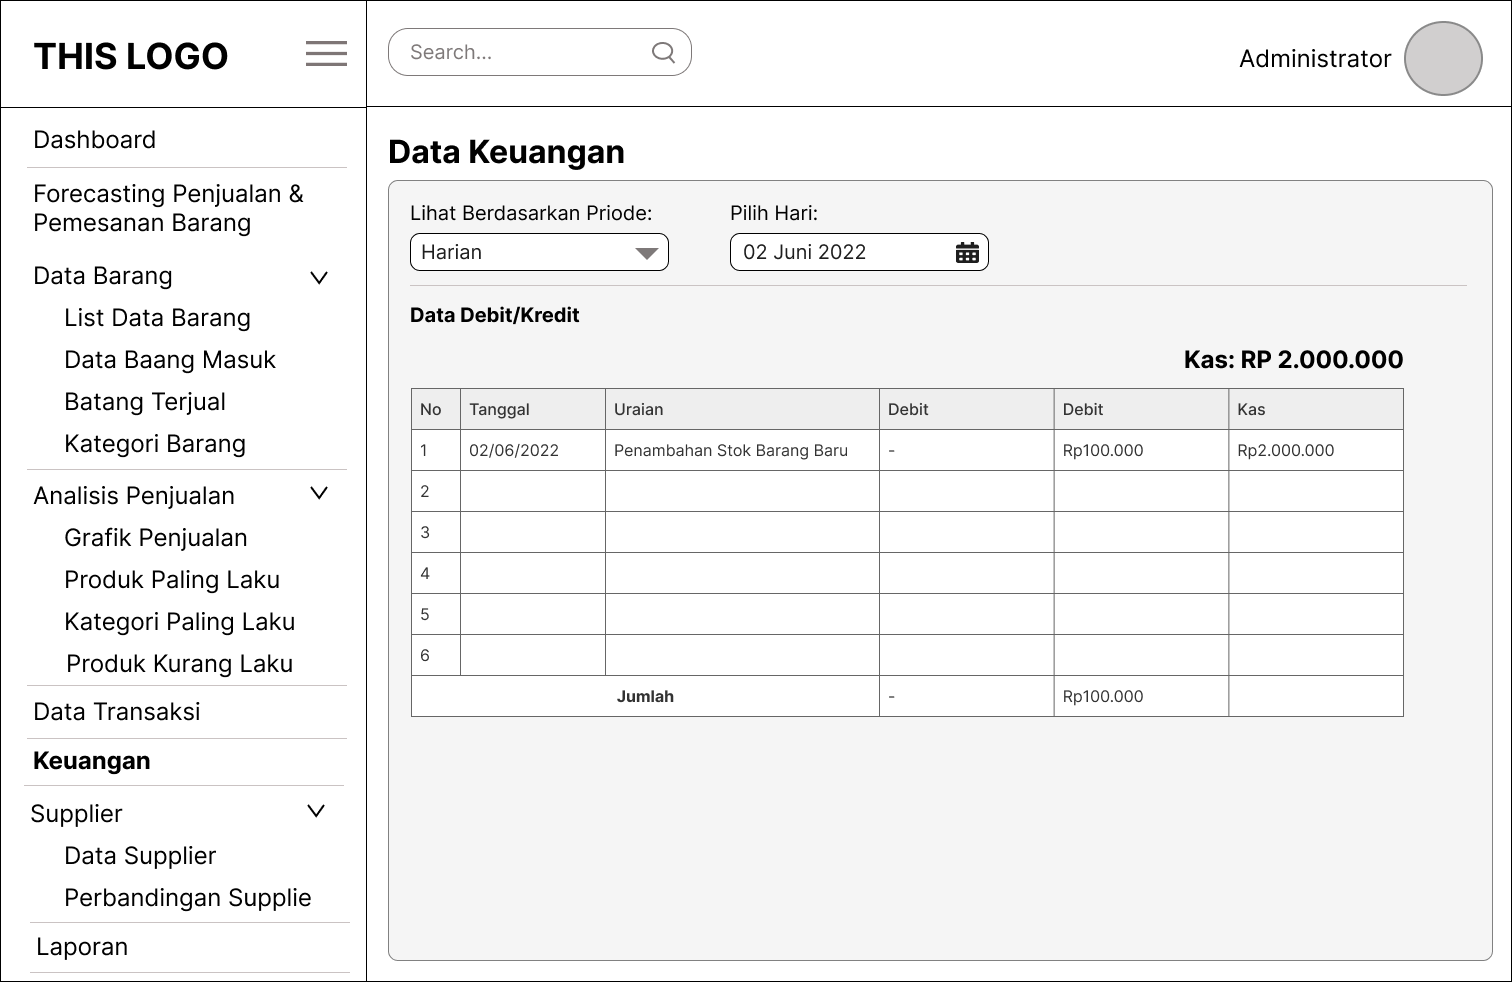 THIS LOGO
Search...
Administrator
Dashboard
Forecasting Penjualan &
Pemesanan Barang
Data Barang
List Data Barang
Data Baang Masuk
Batang Terjual
Kategori Barang
Analisis Penjualan
Grafik Penjualan
Produk Paling Laku
Kategori Paling Laku
Produk Kurang Laku
Data Transaksi
Keuangan
Supplier
Data Supplier
Perbandingan Supplie
Laporan
Data Keuangan
Lihat Berdasarkan Priode: Pilih Hari:
Harian 02 Juni 2022
Data Debit/Kredit
Kas: RP 2.000.000
No Tanggal Uraian Debit Debit Kas
1 02/06/2022 Penambahan Stok Barang Baru - Rp100.000 Rp2.000.000
2
3
4
5
6
Jumlah - Rp100.000